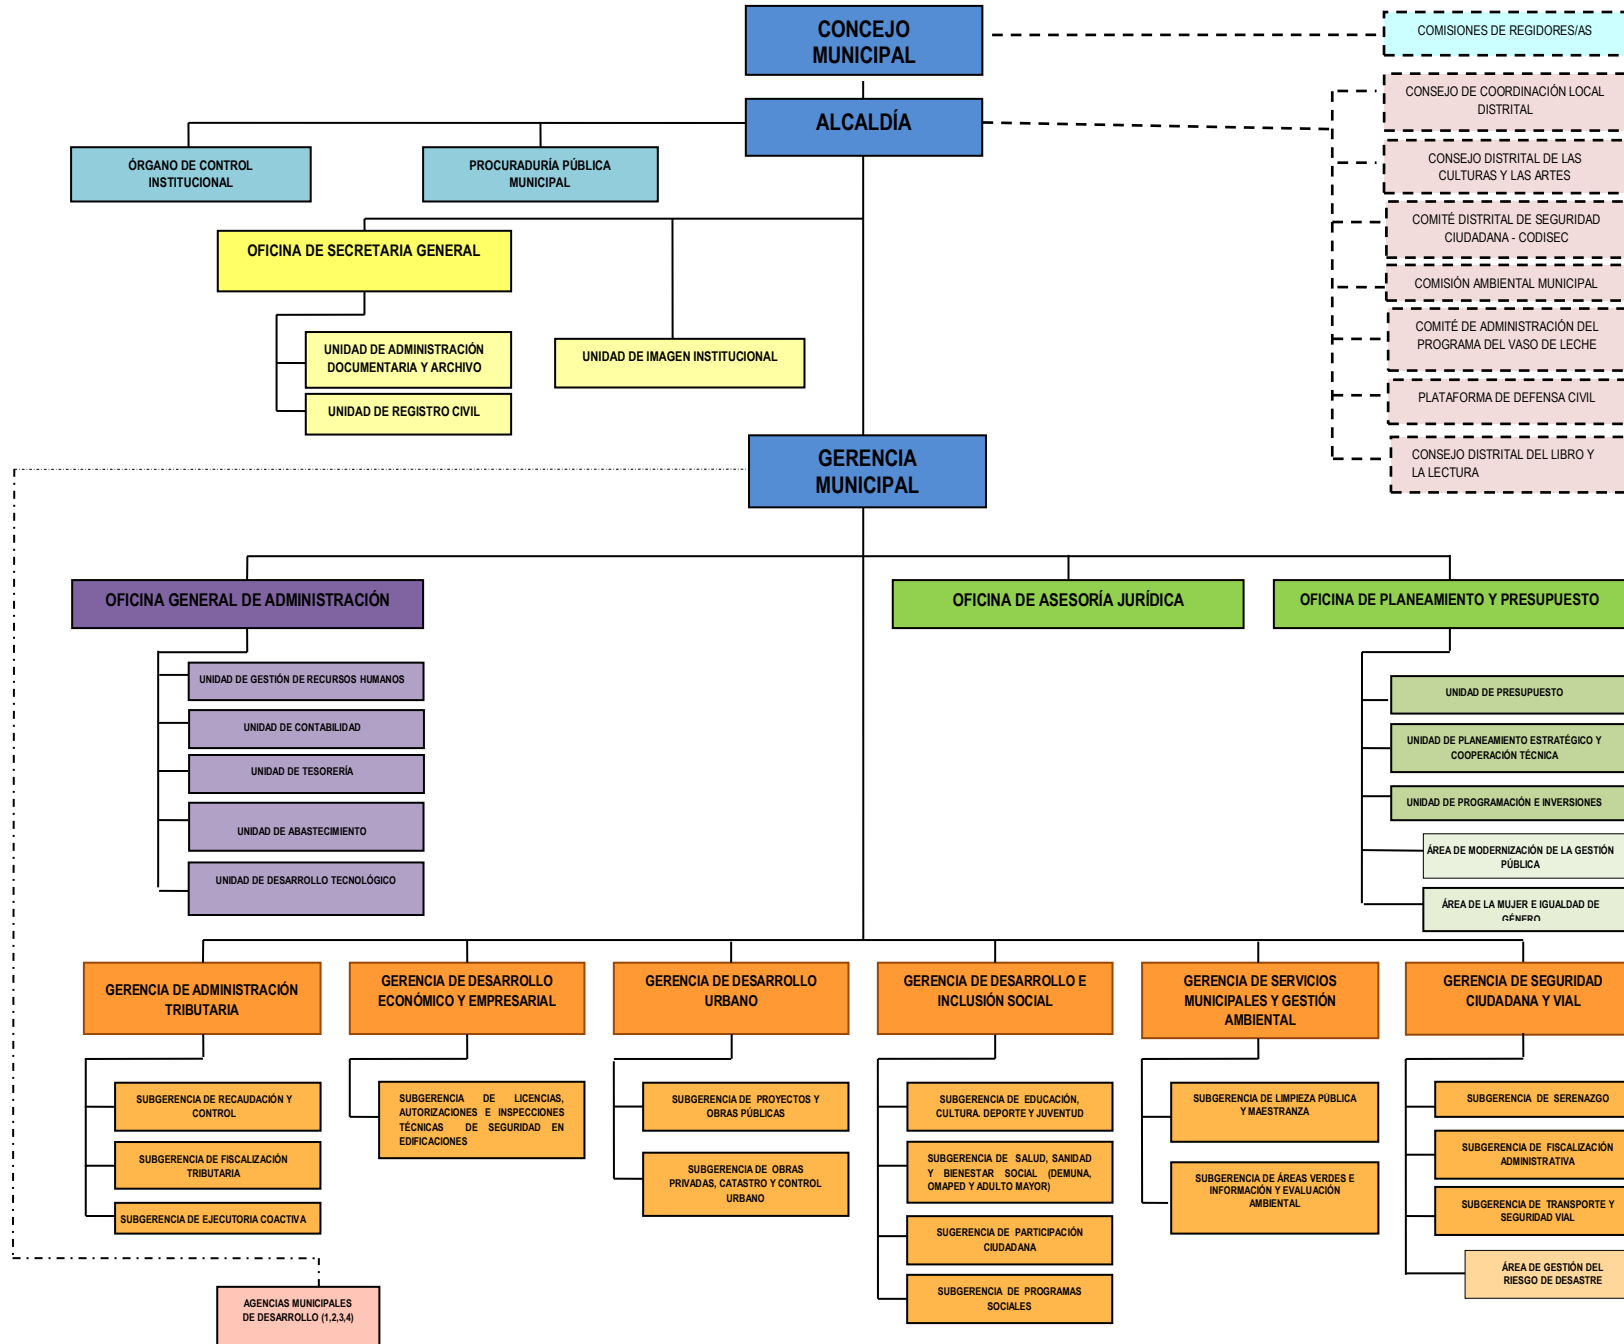 CONCEJO
MUNICIPAL
COMISIONES DE REGIDORES/AS
ALCALDÍA
CONSEJO DE COORDINACIÓN LOCAL
DISTRITAL
CONSEJO DISTRITAL DE LAS
CULTURAS Y LAS ARTES
COMITÉ DISTRITAL DE SEGURIDAD
CIUDADANA - CODISEC
COMISIÓN AMBIENTAL MUNICIPAL
COMITÉ DE ADMINISTRACIÓN DEL
PROGRAMA DEL VASO DE LECHE
PLATAFORMA DE DEFENSA CIVIL
CONSEJO DISTRITAL DEL LIBRO Y
LA LECTURA
ÓRGANO DE CONTROL
INSTITUCIONAL
PROCURADURÍA PÚBLICA
MUNICIPAL
OFICINA DE SECRETARIA GENERAL
UNIDAD DE ADMINISTRACIÓN
DOCUMENTARIA Y ARCHIVO
UNIDAD DE REGISTRO CIVIL
UNIDAD DE IMAGEN INSTITUCIONAL
GERENCIA
MUNICIPAL
OFICINA GENERAL DE ADMINISTRACIÓN
UNIDAD DE GESTIÓN DE RECURSOS HUMANOS
UNIDAD DE CONTABILIDAD
UNIDAD DE TESORERÍA
UNIDAD DE ABASTECIMIENTO
UNIDAD DE DESARROLLO TECNOLÓGICO
OFICINA DE ASESORÍA JURÍDICA
OFICINA DE PLANEAMIENTO Y PRESUPUESTO
UNIDAD DE PRESUPUESTO
UNIDAD DE PLANEAMIENTO ESTRATÉGICO Y
COOPERACIÓN TÉCNICA
UNIDAD DE PROGRAMACIÓN E INVERSIONES
ÁREA DE MODERNIZACIÓN DE LA GESTIÓN
PÚBLICA
ÁREA DE LA MUJER E IGUALDAD DE
GÉNERO
GERENCIA DE ADMINISTRACIÓN
TRIBUTARIA
SUBGERENCIA DE RECAUDACIÓN Y
CONTROL
SUBGERENCIA DE FISCALIZACIÓN
TRIBUTARIA
SUBGERENCIA DE EJECUTORIA COACTIVA
GERENCIA DE DESARROLLO
ECONÓMICO Y EMPRESARIAL
SUBGERENCIA DE LICENCIAS,
AUTORIZACIONES E INSPECCIONES
TÉCNICAS DE SEGURIDAD EN
EDIFICACIONES
GERENCIA DE DESARROLLO
URBANO
SUBGERENCIA DE PROYECTOS Y
OBRAS PÚBLICAS
SUBGERENCIA DE OBRAS
PRIVADAS, CATASTRO Y CONTROL
URBANO
GERENCIA DE DESARROLLO E
INCLUSIÓN SOCIAL
SUBGERENCIA DE EDUCACIÓN,
CULTURA. DEPORTE Y JUVENTUD
SUBGERENCIA DE SALUD, SANIDAD
Y BIENESTAR SOCIAL (DEMUNA,
OMAPED Y ADULTO MAYOR)
SUGERENCIA DE PARTICIPACIÓN
CIUDADANA
SUBGERENCIA DE PROGRAMAS
SOCIALES
GERENCIA DE SERVICIOS
MUNICIPALES Y GESTIÓN
AMBIENTAL
SUBGERENCIA DE LIMPIEZA PÚBLICA
Y MAESTRANZA
SUBGERENCIA DE ÁREAS VERDES E
INFORMACIÓN Y EVALUACIÓN
AMBIENTAL
GERENCIA DE SEGURIDAD
CIUDADANA Y VIAL
SUBGERENCIA DE SERENAZGO
SUBGERENCIA DE FISCALIZACIÓN
ADMINISTRATIVA
SUBGERENCIA DE TRANSPORTE Y
SEGURIDAD VIAL
ÁREA DE GESTIÓN DEL
RIESGO DE DESASTRE
AGENCIAS MUNICIPALES
DE DESARROLLO (1,2,3,4)